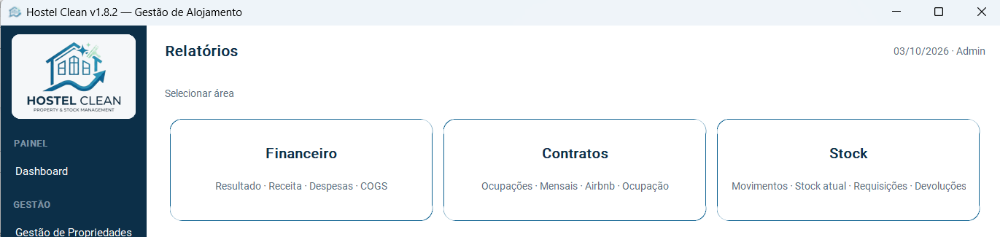 Hostel Clean v1.8.2 — Gestão de Alojamento
HOSTEL CLEAN
PROPERTY & STOCK MANAGEMENT
PAINEL
Dashboard
GESTÃO
Gestão de Propriedades
Relatórios
03/10/2026 · Admin
Selecionar área
Financeiro
Resultado · Receita · Despesas · COGS
Contratos
Ocupações · Mensais · Airbnb · Ocupação
Stock
Movimentos · Stock atual · Requisições · Devoluções